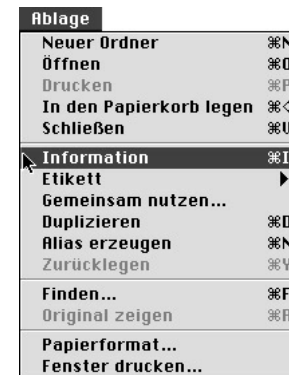 Ablage
Neuer Ordner ⌘N
Öffnen ⌘O
Drucken ⌘P
In den Papierkorb legen ⌘
Schließen ⌘
Information ⌘I
Etikett
Gemeinsam nutzen...
Duplizieren ⌘D
Alias erzeugen ⌘
Zurücklegen ⌘Y
Finden... ⌘F
Original zeigen ⌘R
Papierformat...
Fenster drucken...